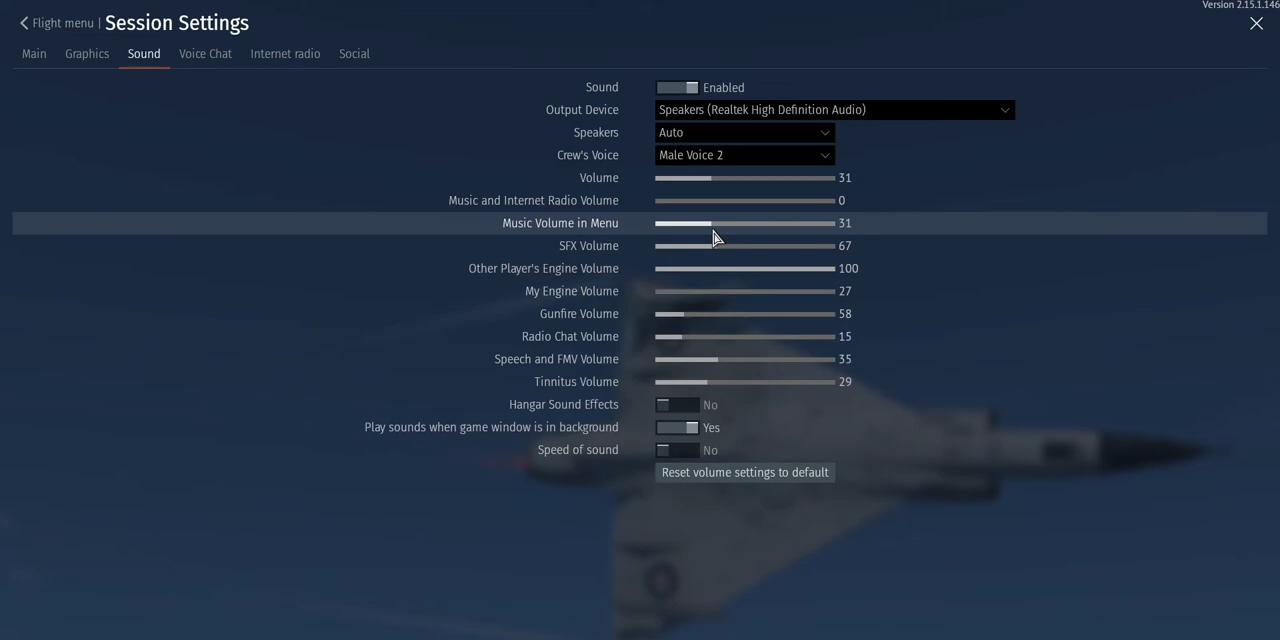 Version 2.15.1.146
Flight menu | Session Settings
Main Graphics Sound Voice Chat Internet radio Social
Sound Enabled
Output Device Speakers (Realtek High Definition Audio)
Speakers Auto
Crew's Voice Male Voice 2
Volume 31
Music and Internet Radio Volume 0
Music Volume in Menu 31
SFX Volume 67
Other Player's Engine Volume 100
My Engine Volume 27
Gunfire Volume 58
Radio Chat Volume 15
Speech and FMV Volume 35
Tinnitus Volume 29
Hangar Sound Effects No
Play sounds when game window is in background Yes
Speed of sound No
Reset volume settings to default